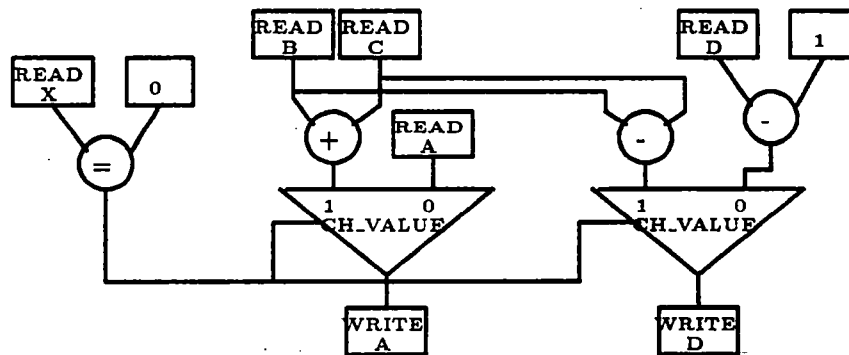 READ
B
READ
C
READ
D
1
READ
X
0
+
READ
A
-
-
=
1 0
CH_VALUE
1 0
CH_VALUE
WRITE
A
WRITE
D